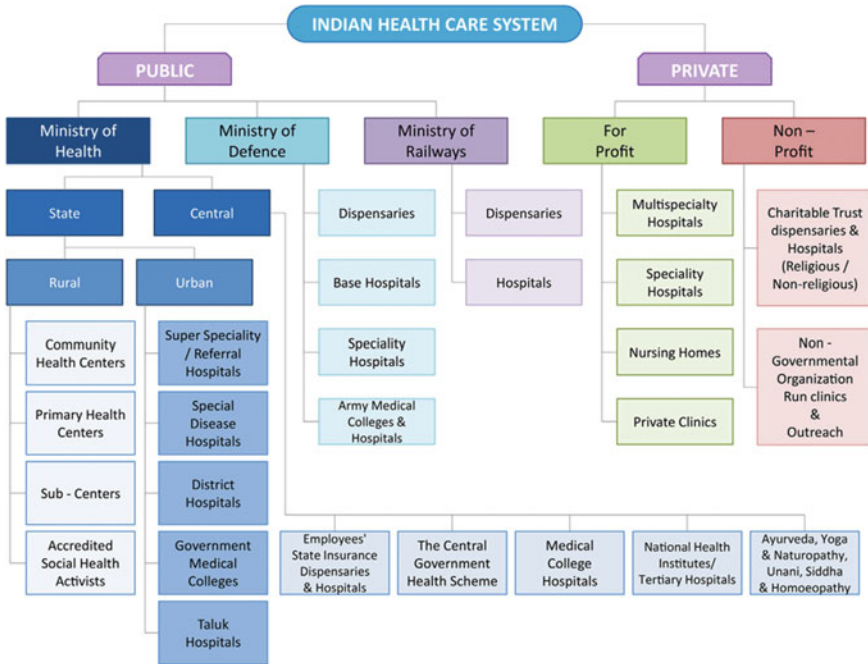 INDIAN HEALTH CARE SYSTEM
PUBLIC
PRIVATE
Ministry of
Health
Ministry of
Defence
Ministry of
Railways
For
Profit
Non –
Profit
State
Central
Rural
Urban
Community
Health Centers
Primary Health
Centers
Sub - Centers
Accredited
Social Health
Activists
Super Speciality
/ Referral
Hospitals
Special
Disease
Hospitals
District
Hospitals
Government
Medical
Colleges
Taluk
Hospitals
Dispensaries
Base Hospitals
Speciality
Hospitals
Army Medical
Colleges &
Hospitals
Dispensaries
Hospitals
Multispecialty
Hospitals
Speciality
Hospitals
Nursing Homes
Private Clinics
Charitable Trust
dispensaries &
Hospitals
(Religious /
Non-religious)
Non -
Governmental
Organization
Run clinics
&
Outreach
Employees'
State Insurance
Dispensaries
& Hospitals
The Central
Government
Health Scheme
Medical
College
Hospitals
National Health
Institutes/
Tertiary Hospitals
Ayurveda, Yoga
& Naturopathy,
Unani, Siddha
& Homoeopathy